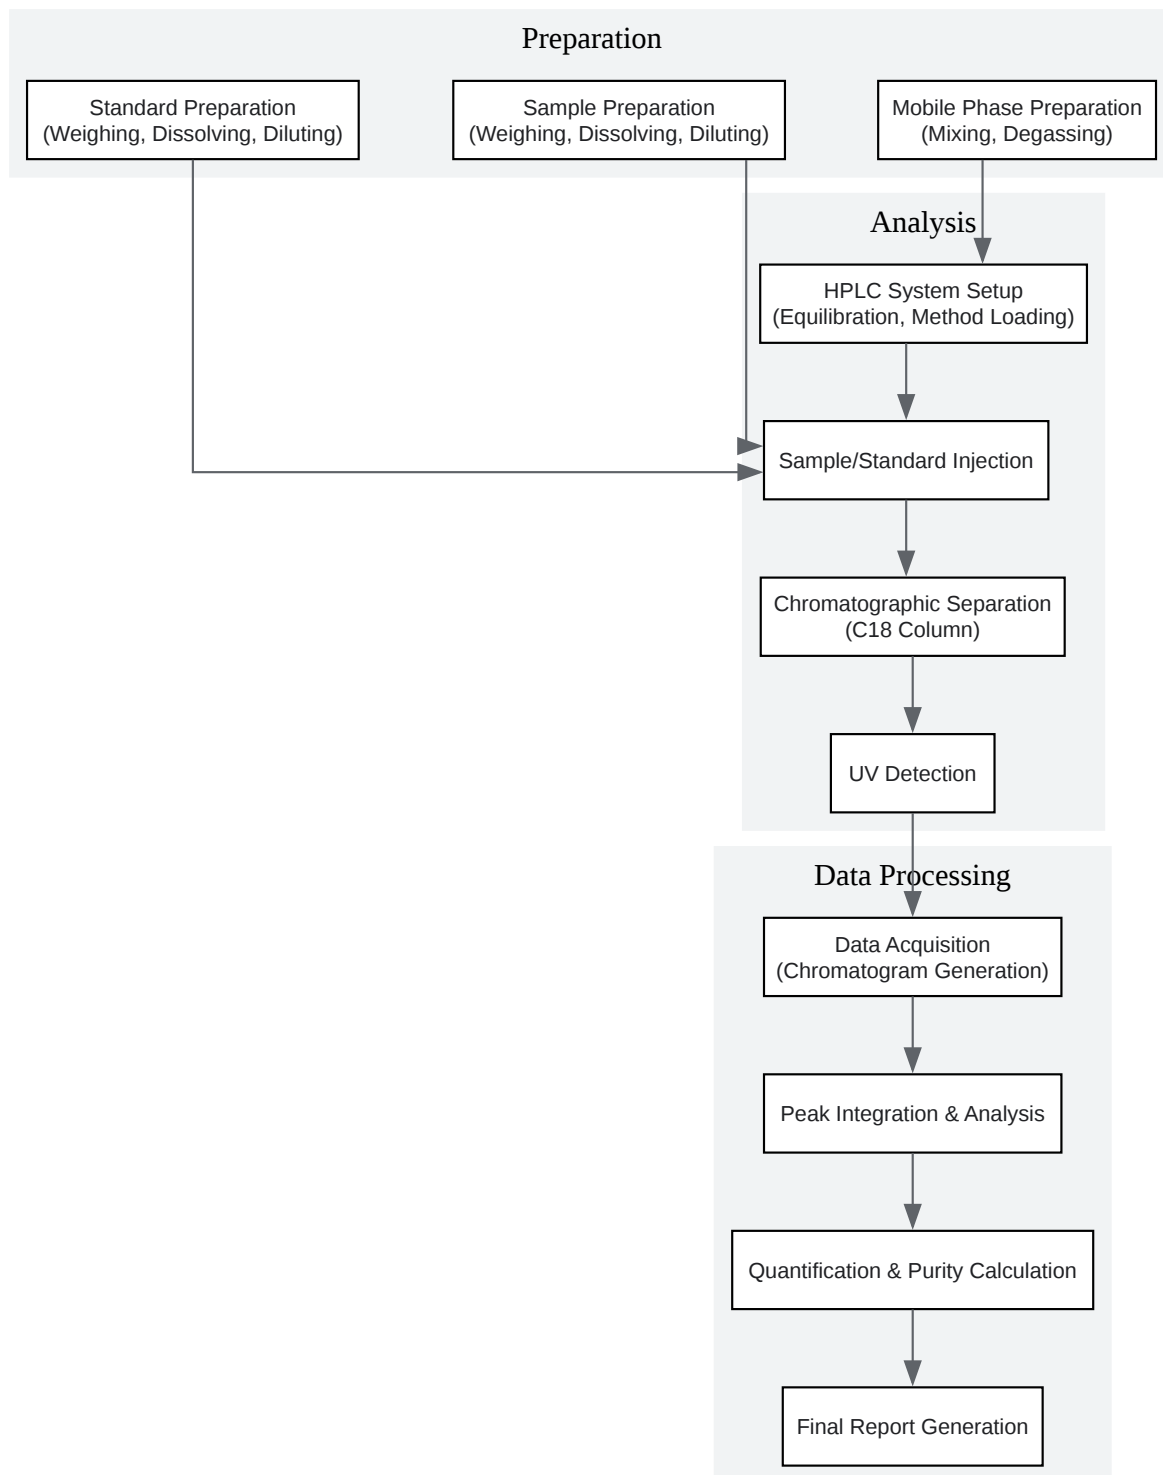 Preparation
Standard Preparation
(Weighing, Dissolving, Diluting)
Sample Preparation
(Weighing, Dissolving, Diluting)
Mobile Phase Preparation
(Mixing, Degassing)
Analysis
HPLC System Setup
(Equilibration, Method Loading)
Sample/Standard Injection
Chromatographic Separation
(C18 Column)
UV Detection
Data Processing
Data Acquisition
(Chromatogram Generation)
Peak Integration & Analysis
Quantification & Purity Calculation
Final Report Generation